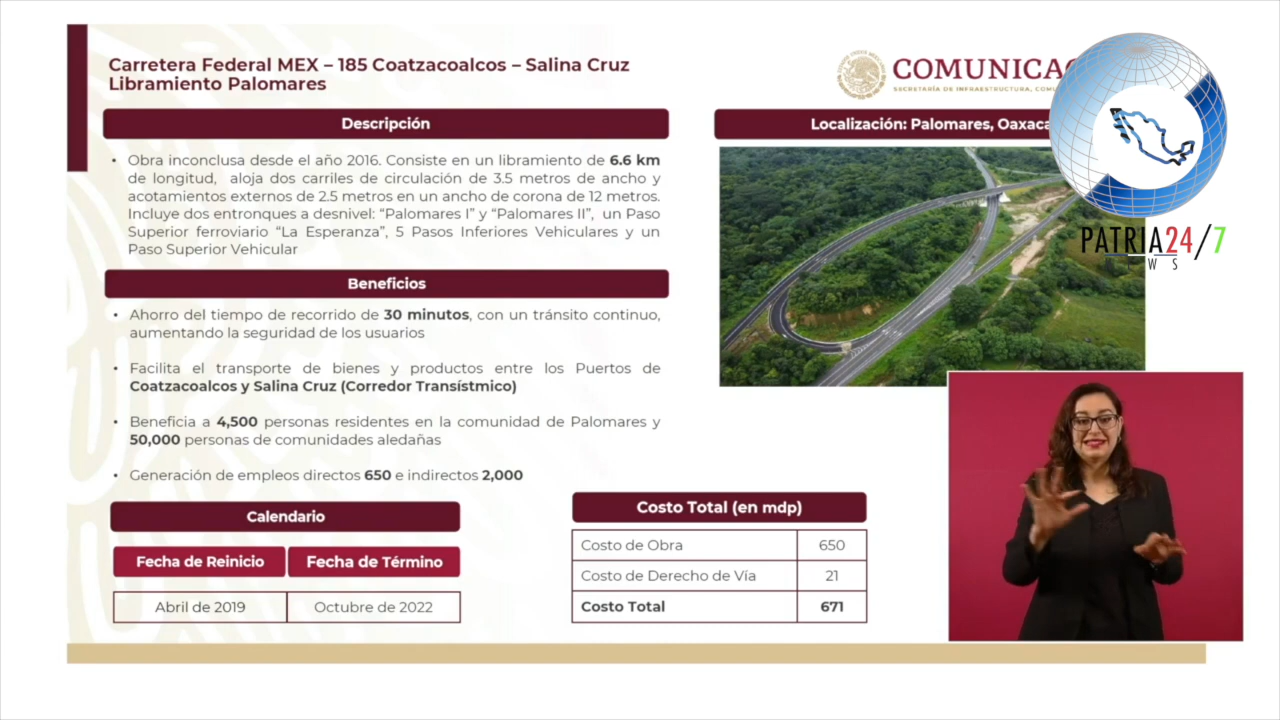 Carretera Federal MEX – 185 Coatzacoalcos – Salina Cruz
Libramiento Palomares
Descripción
• Obra inconclusa desde el año 2016. Consiste en un libramiento de 6.6 km
de longitud, aloja dos carriles de circulación de 3.5 metros de ancho y
acotamientos externos de 2.5 metros en un ancho de corona de 12 metros.
Incluye dos entronques a desnivel: “Palomares I” y “Palomares II”, un Paso
Superior ferroviario “La Esperanza”, 5 Pasos Inferiores Vehiculares y un
Paso Superior Vehicular
Beneficios
• Ahorro del tiempo de recorrido de 30 minutos, con un tránsito continuo,
aumentando la seguridad de los usuarios
• Facilita el transporte de bienes y productos entre los Puertos de
Coatzacoalcos y Salina Cruz (Corredor Transístmico)
• Beneficia a 4,500 personas residentes en la comunidad de Palomares y
50,000 personas de comunidades aledañas
• Generación de empleos directos 650 e indirectos 2,000
Calendario
Fecha de Reinicio Fecha de Término
Abril de 2019 Octubre de 2022
COMUNICAC
SECRETARÍA DE INFRAESTRUCTURA, COMU
Localización: Palomares, Oaxaca
PATRIA24/7
EWS
Costo Total (en mdp)
Costo de Obra 650
Costo de Derecho de Vía 21
Costo Total 671